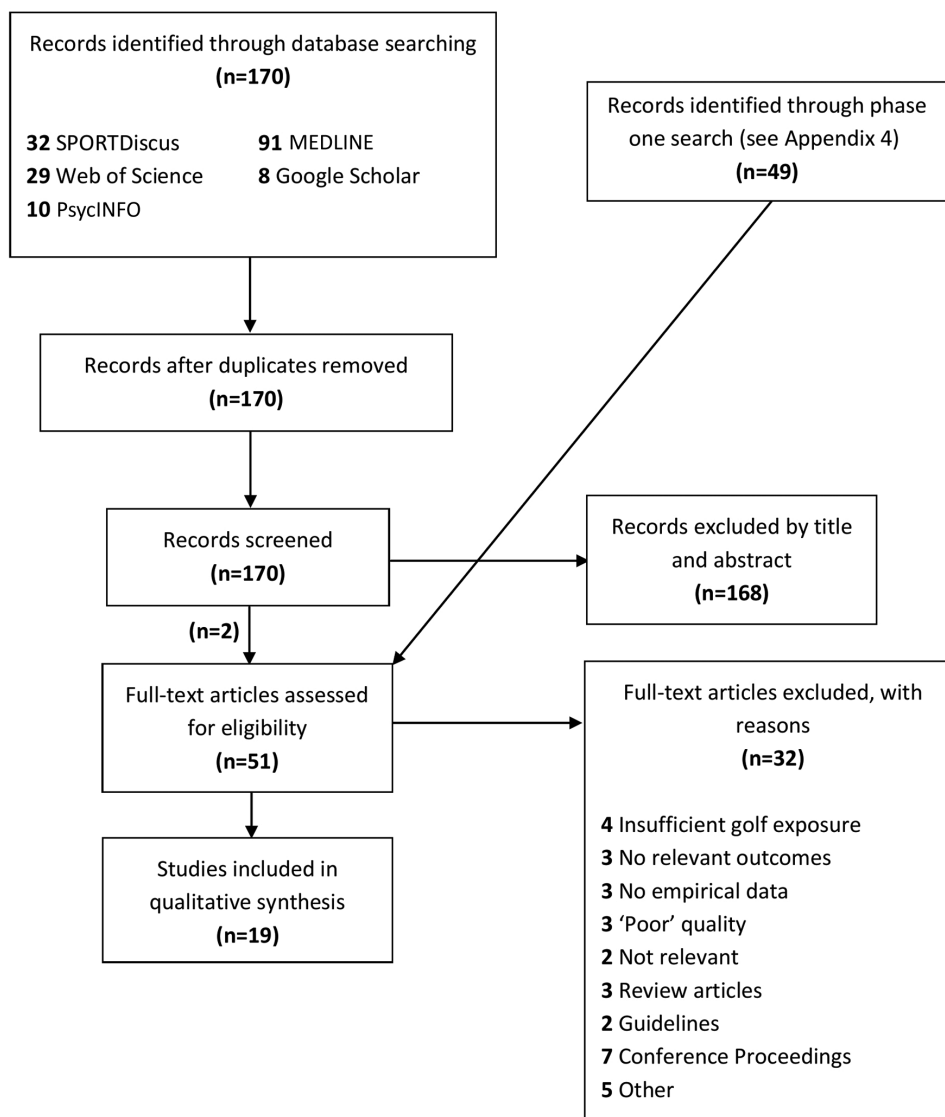 Records identified through database searching
(n=170)
32 SPORTDiscus
91 MEDLINE
29 Web of Science
8 Google Scholar
10 PsycINFO
Records identified through phase
one search (see Appendix 4)
(n=49)
Records after duplicates removed
(n=170)
Records screened
(n=170)
Records excluded by title
and abstract
(n=168)
(n=2)
Full-text articles assessed
for eligibility
(n=51)
Full-text articles excluded, with
reasons
(n=32)
4 Insufficient golf exposure
3 No relevant outcomes
3 No empirical data
3 ‘Poor’ quality
2 Not relevant
3 Review articles
2 Guidelines
7 Conference Proceedings
5 Other
Studies included in
qualitative synthesis
(n=19)